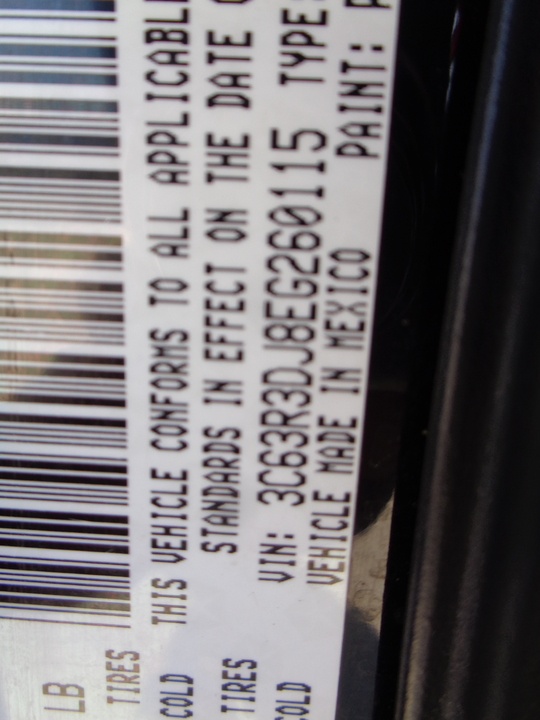 LB
TIRES COLD
THIS VEHICLE CONFORMS TO ALL APPLICABL
STANDARDS IN EFFECT ON THE DATE
TIRES COLD
VIN: 3C63R3DJ8EG260115 TYPE:
VEHICLE MADE IN MEXICO PAINT: